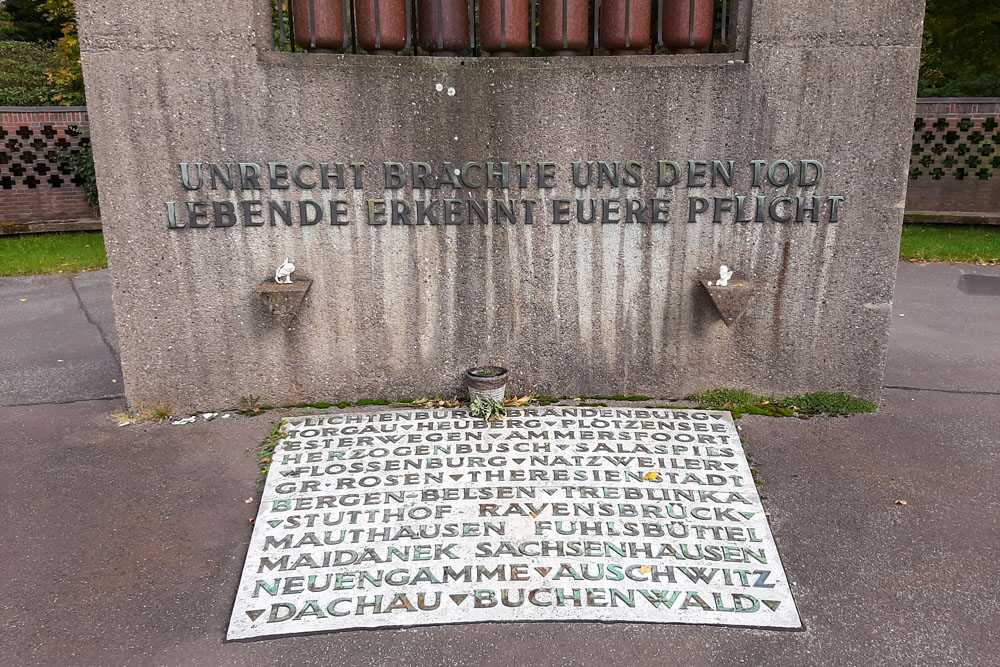 UNRECHT BRACHTE UNS DEN TOD
LEBENDE ERKENNT EUERE PFLICHT
LICHTENBURG BRANDENBURG
TORGAU HEUBERG PLÖTZENSEE
ESTERWEGEN AMMERSFOORT
HERZOGENBUSCH SALASPILS
FLOSSENBURG NATZWEILER
GR. ROSEN THERESIENSTADT
BERGEN-BELSEN TREBLINKA
STUTTHOF RAVENSBRÜCK
MAUTHAUSEN FUHLSBÜTTEL
MAIDANEK SACHSENHAUSEN
NEUENGAMME AUSCHWITZ
DACHAU BUCHENWALD